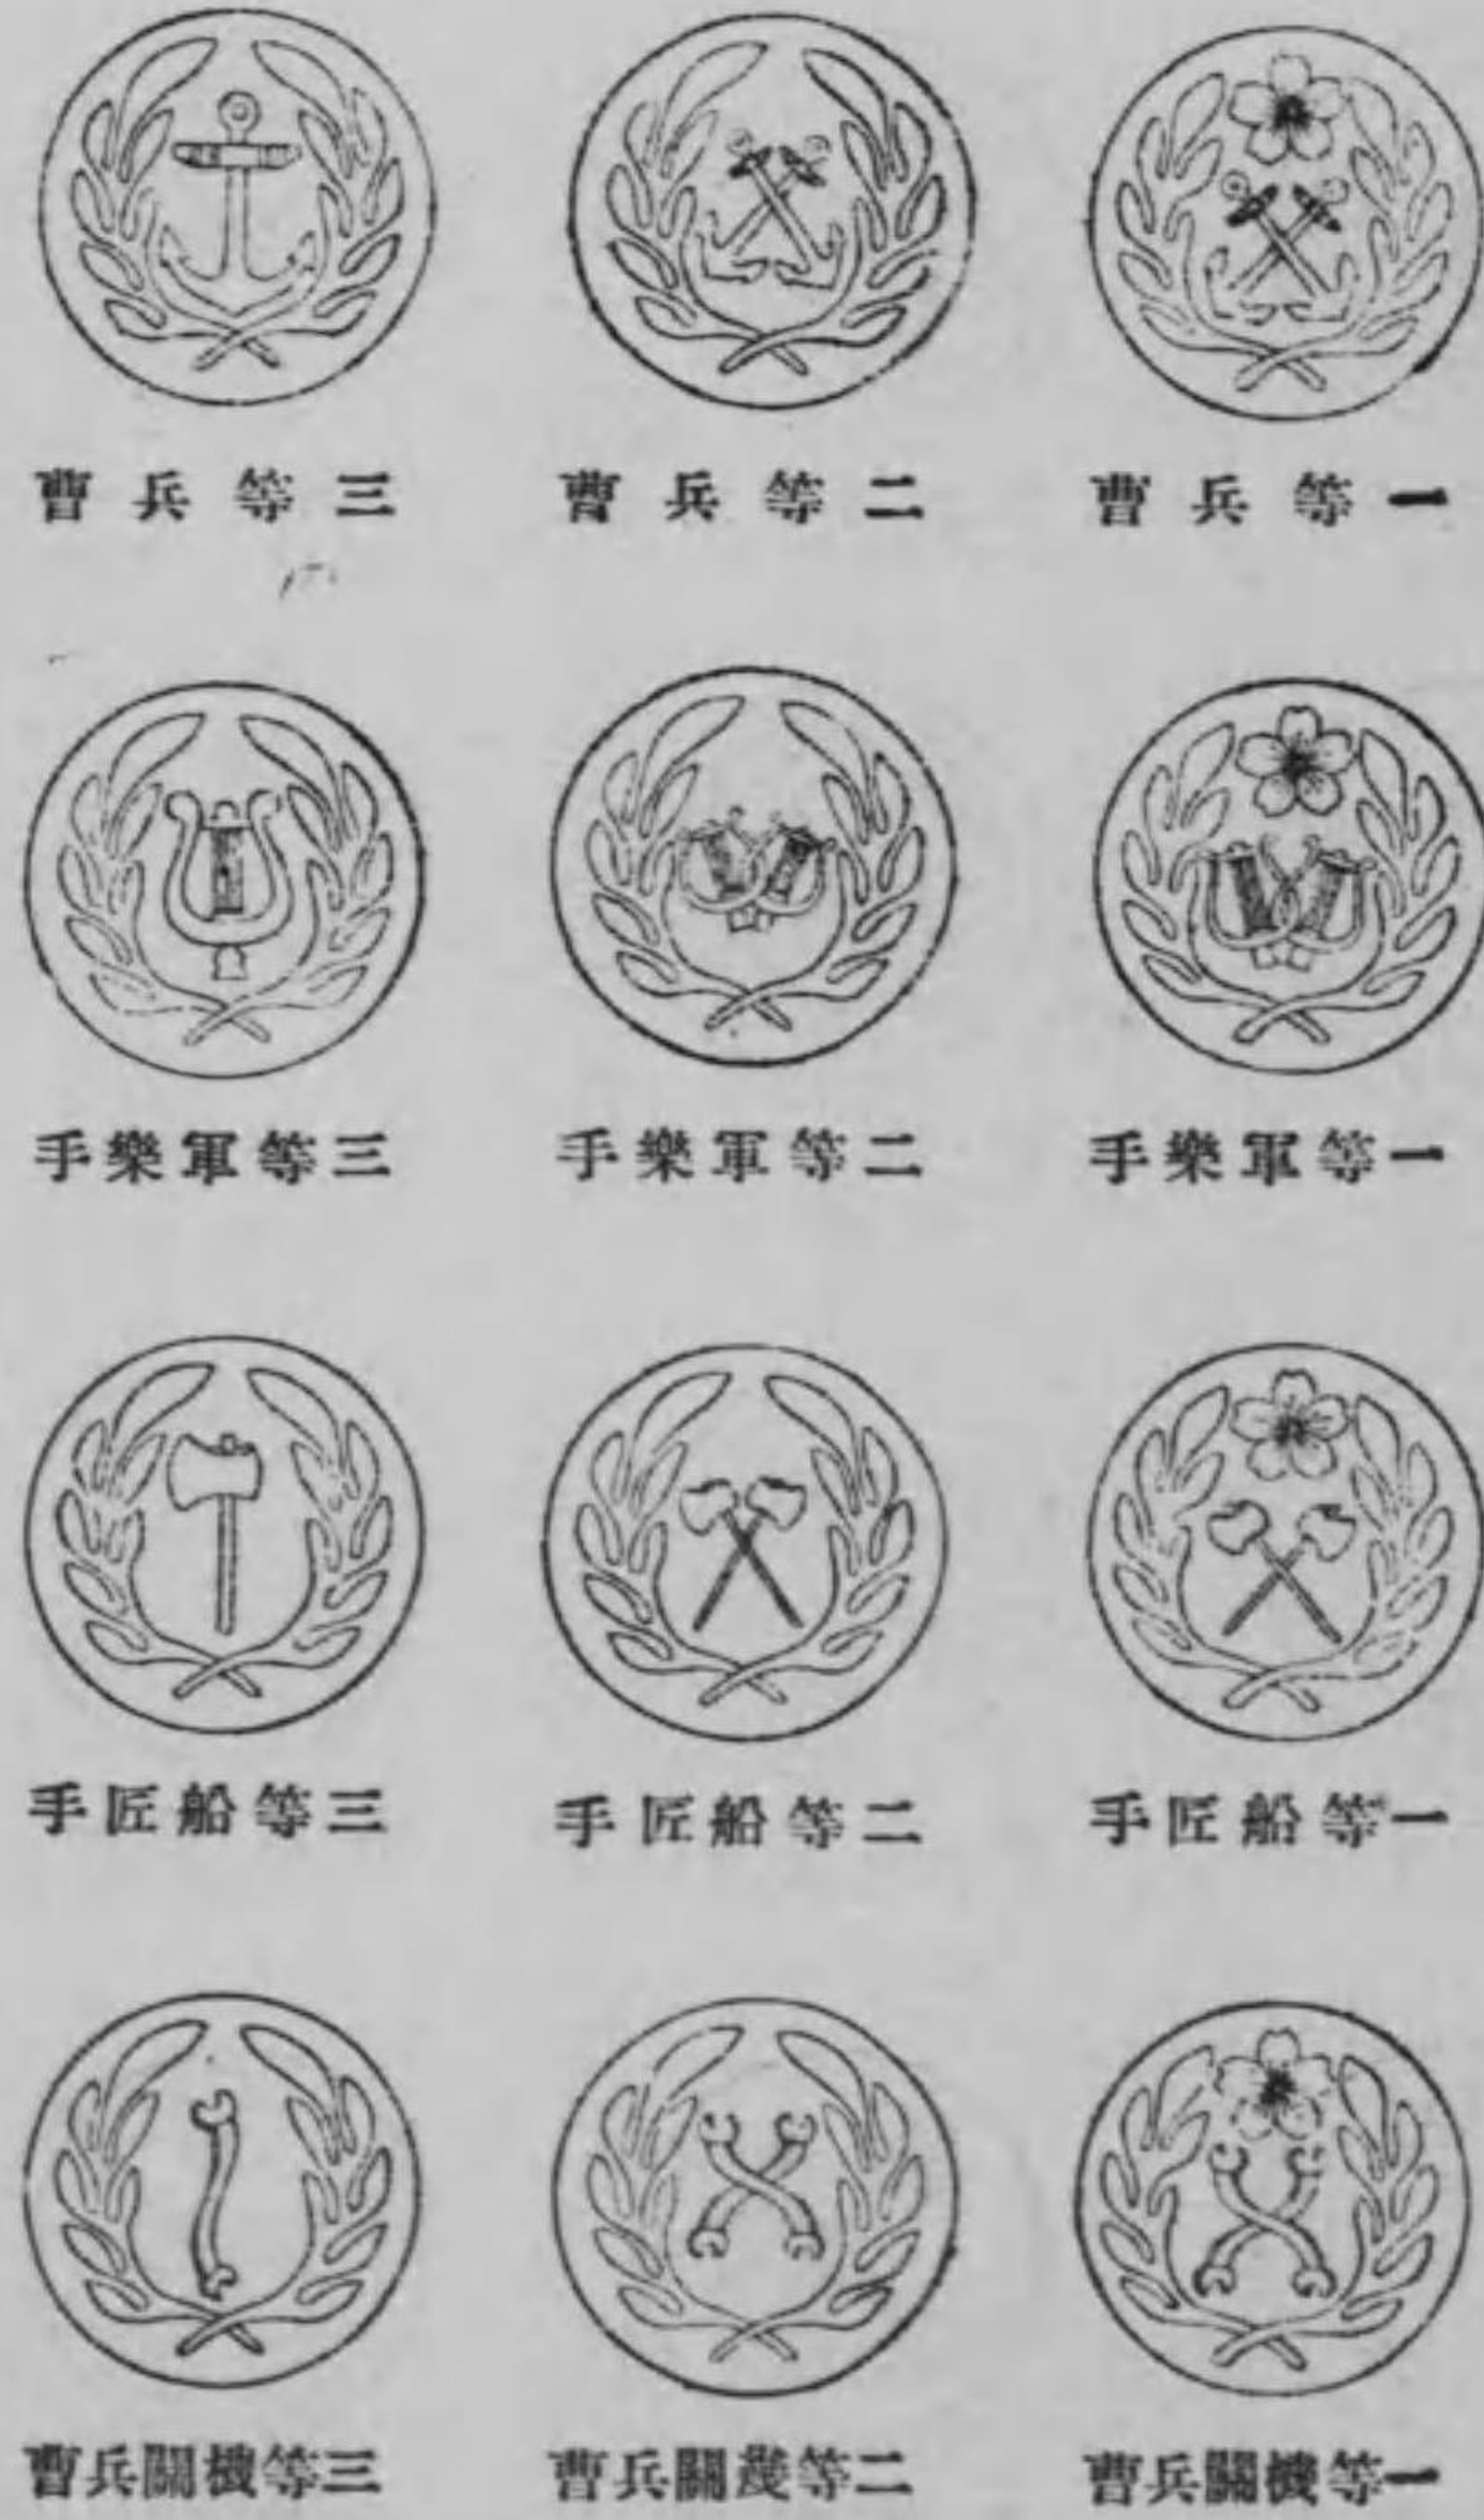 一等兵曹
二等兵曹
三等兵曹
一等軍樂手
二等軍樂手
三等軍樂手
一等船匠手
二等船匠手
三等船匠手
一等機關兵曹
二等機關兵曹
三等機關兵曹